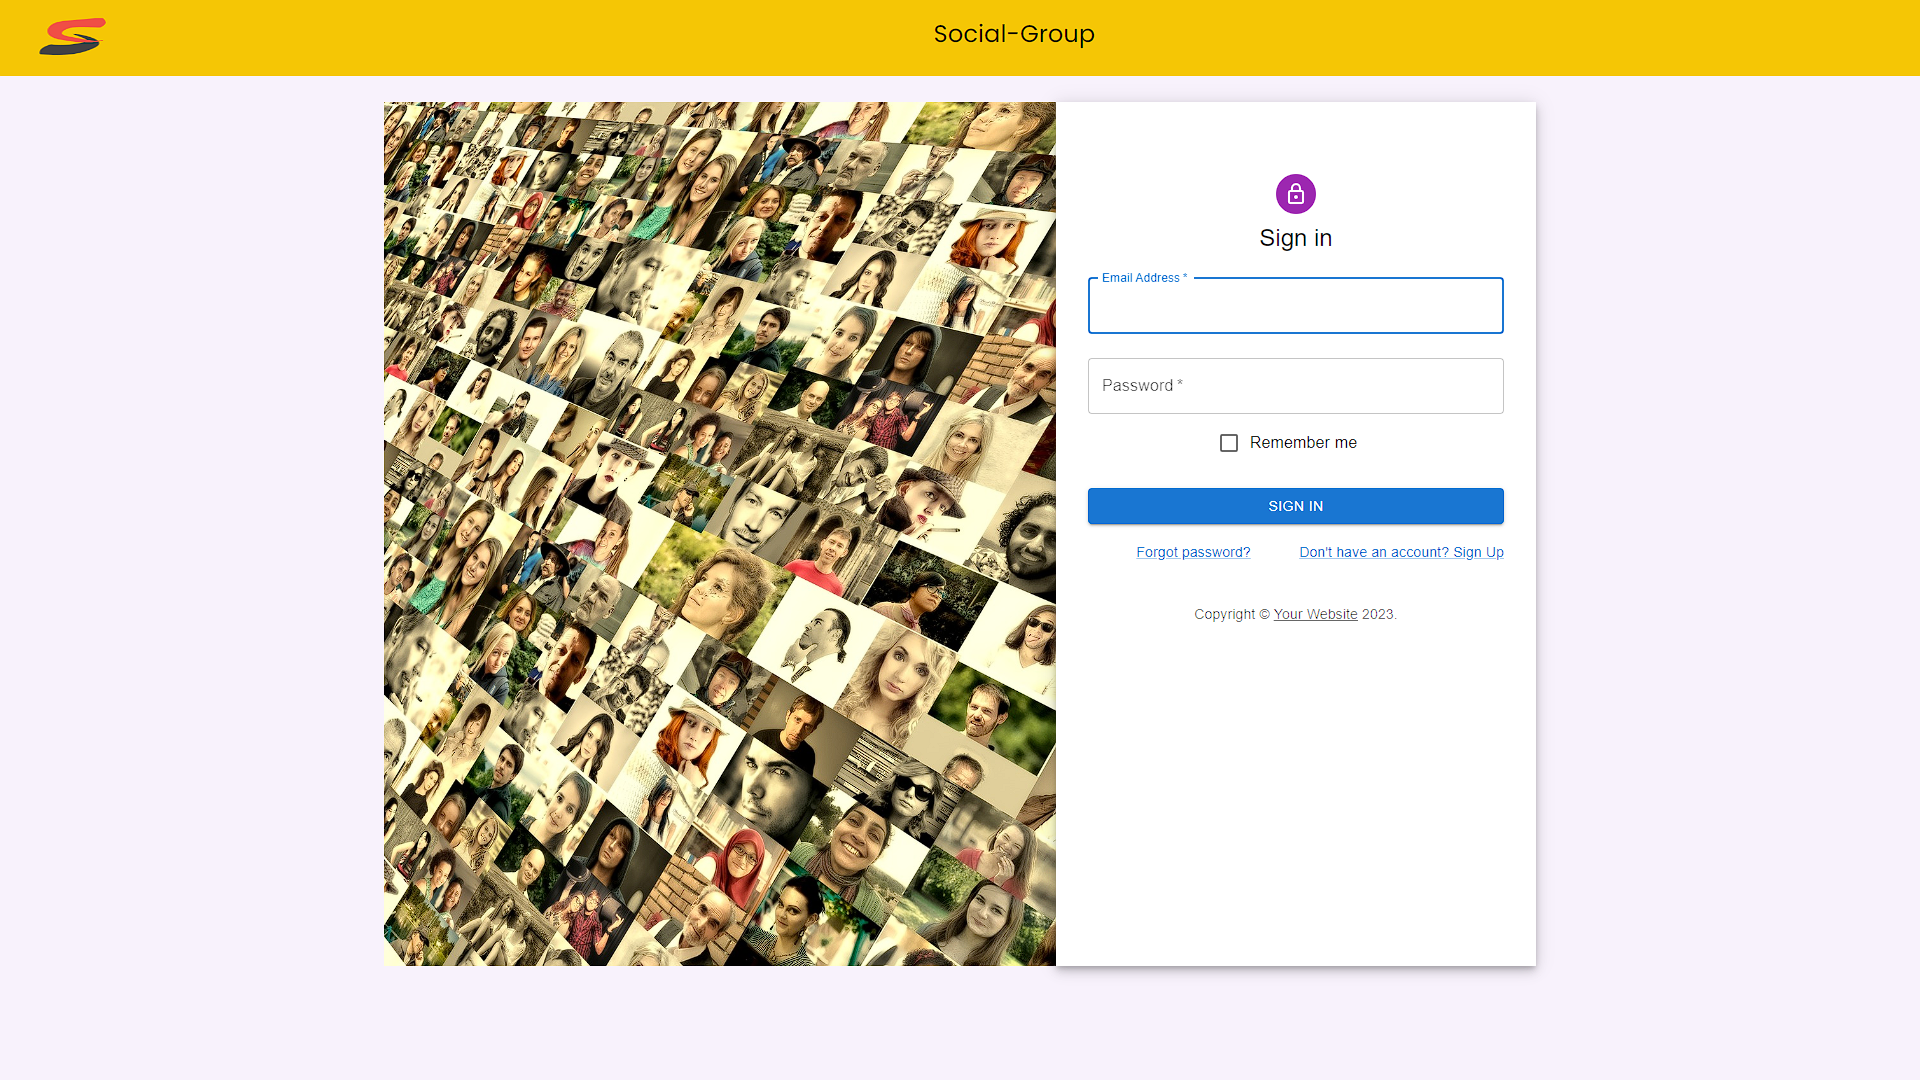 Social-Group
Sign in
Email Address *
Password *
Remember me
SIGN IN
Forgot password?
Don't have an account? Sign Up
Copyright © Your Website 2023.